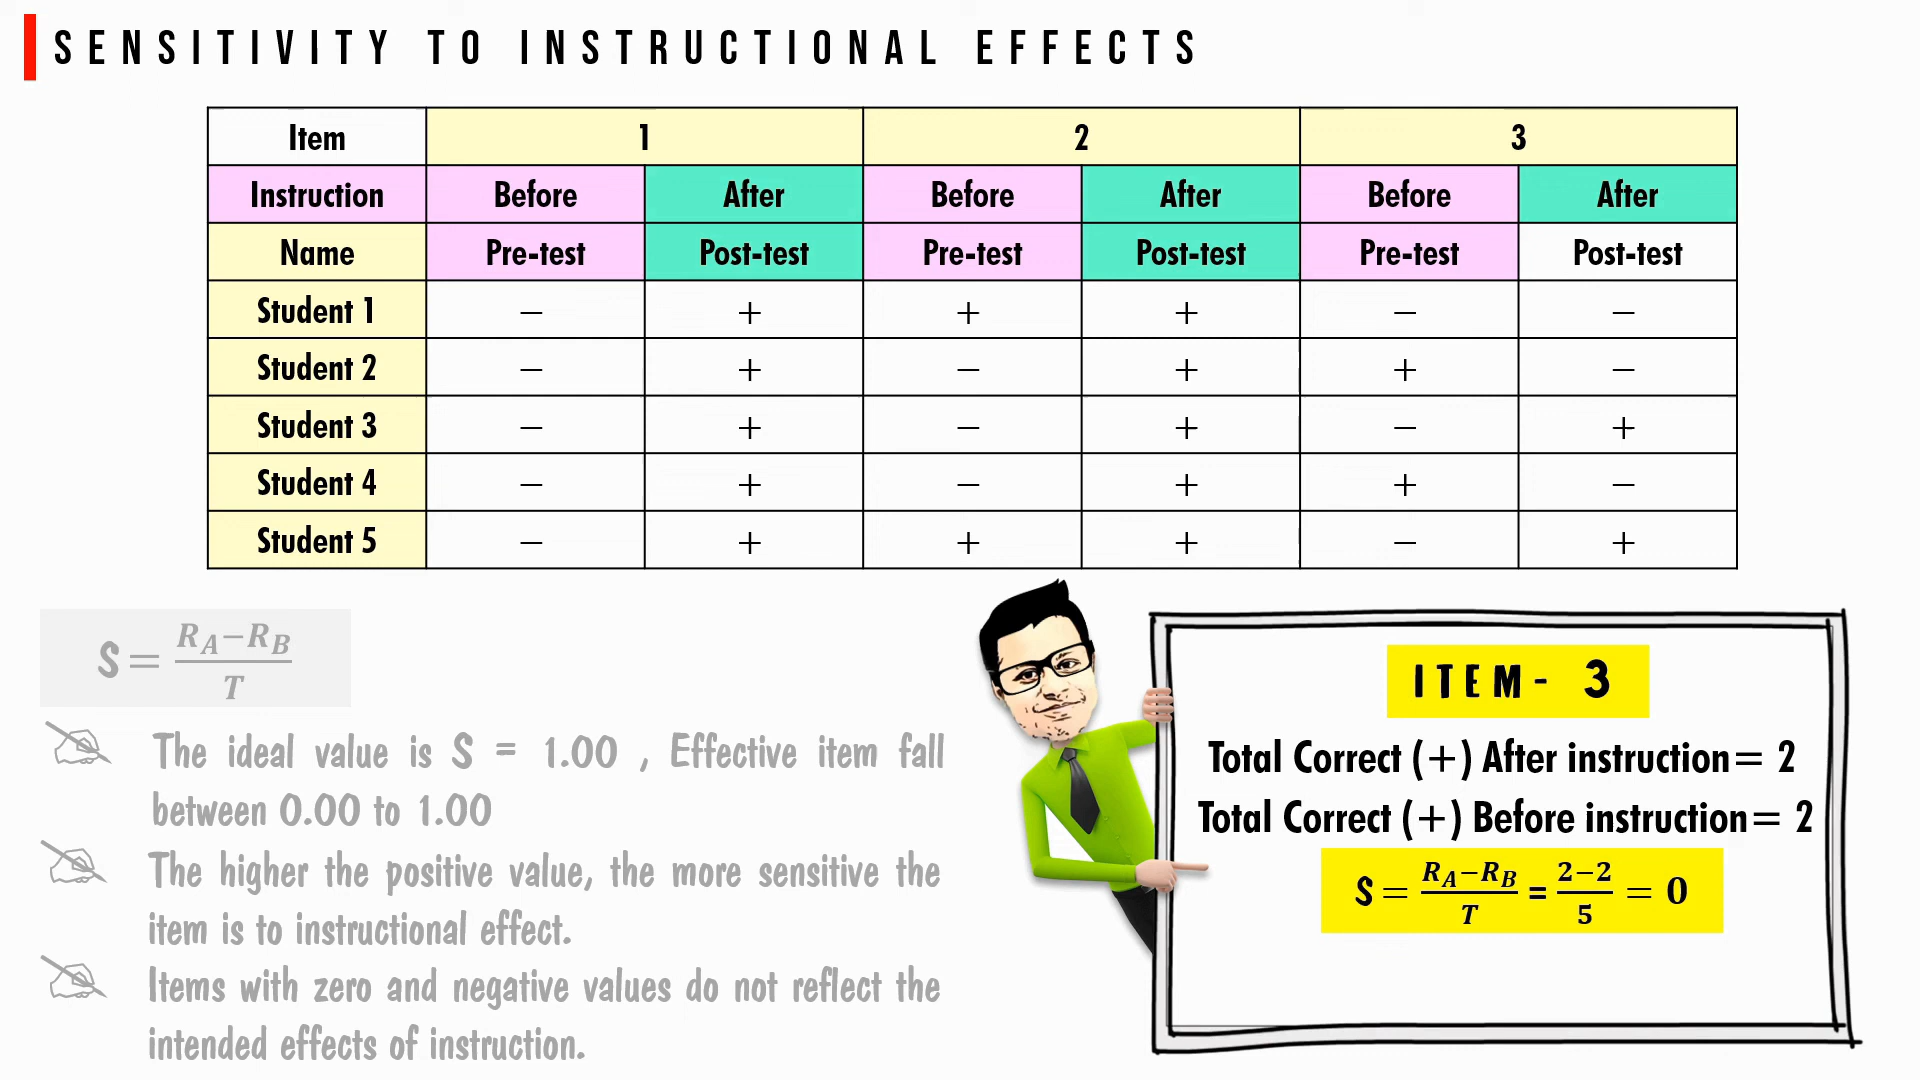 SENSITIVITY TO INSTRUCTIONAL EFFECTS
Item 1 2 3
Instruction Before After Before After Before After
Name Pre-test Post-test Pre-test Post-test Pre-test Post-test
Student 1 − + + + − −
Student 2 − + − + + −
Student 3 − + − + − +
Student 4 − + − + + −
Student 5 − + + + − +
S = (R_A − R_B) / T
The ideal value is S = 1.00 , Effective item fall
between 0.00 to 1.00
The higher the positive value, the more sensitive the
item is to instructional effect.
Items with zero and negative values do not reflect the
intended effects of instruction.
ITEM- 3
Total Correct (+) After instruction= 2
Total Correct (+) Before instruction= 2
S = (R_A − R_B) / T = (2−2) / 5 = 0